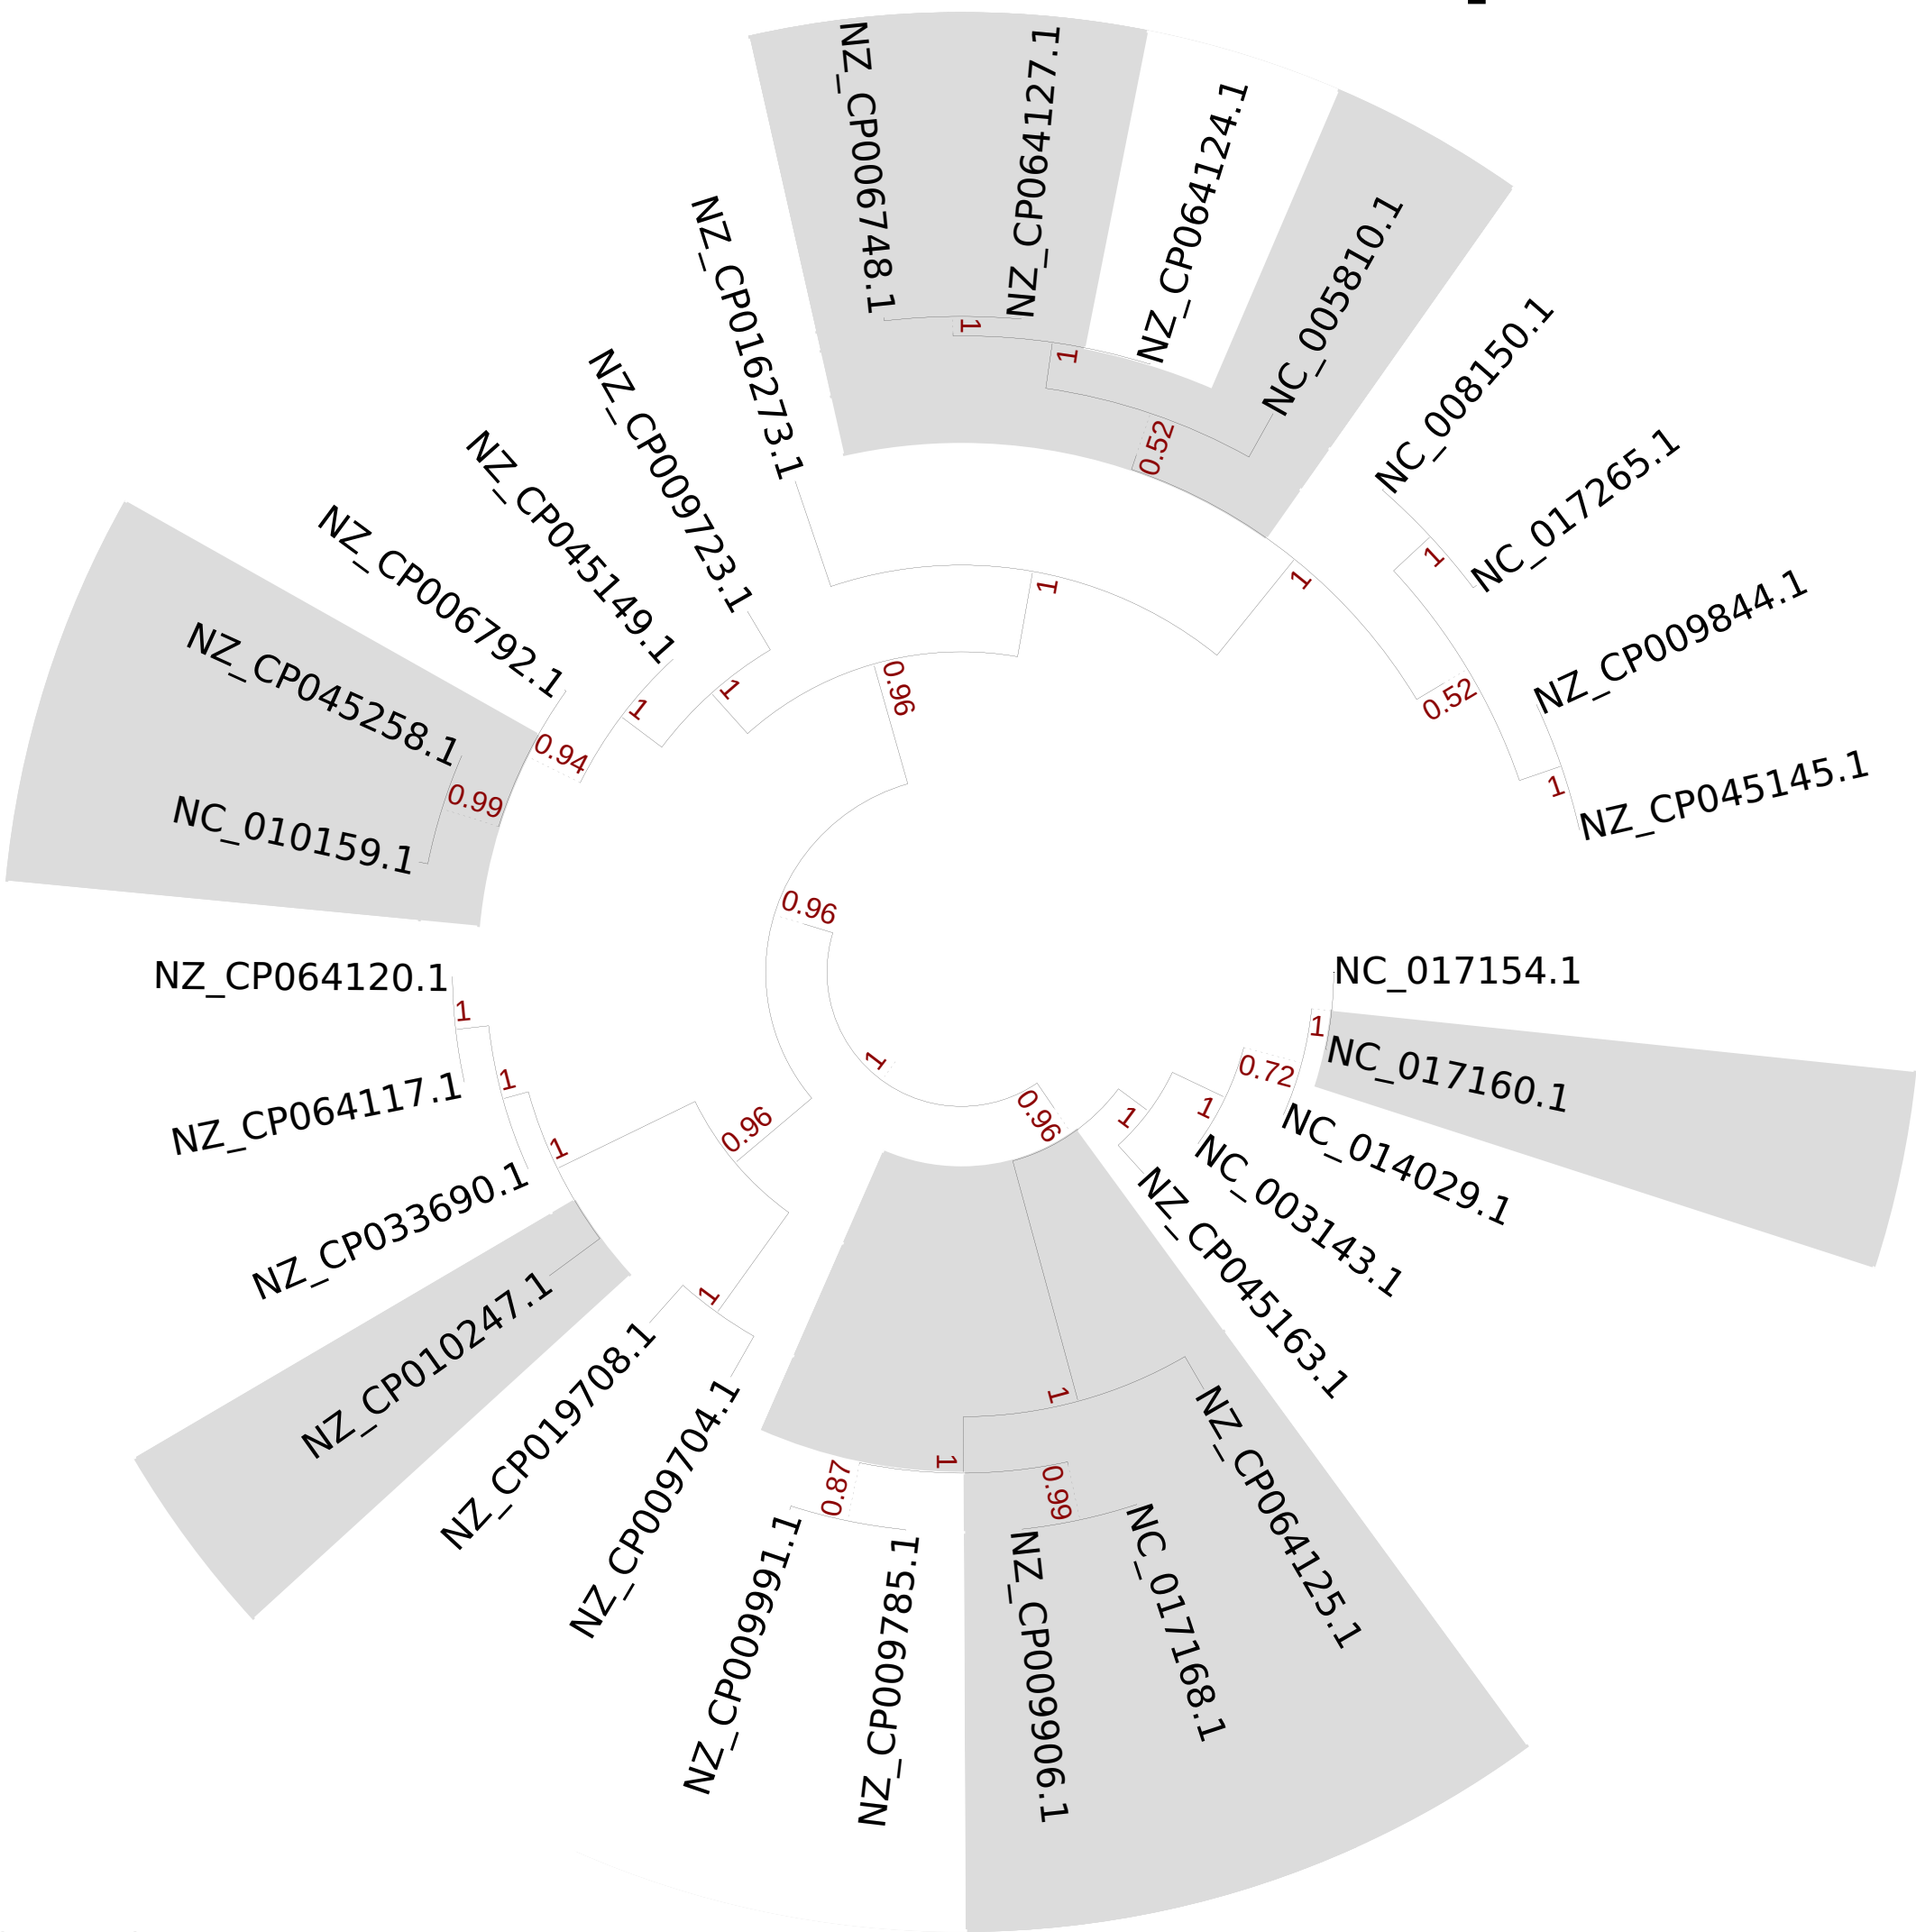 NZ_CP006748.1
NZ_CP064127.1
NZ_CP064124.1
NC_005810.1
NC_008150.1
NC_017265.1
NZ_CP009844.1
NZ_CP045145.1
NZ_CP016273.1
NZ_CP009723.1
NZ_CP045149.1
NZ_CP006792.1
NZ_CP045258.1
NC_010159.1
1
1
0.52
1
1
1
0.52
1
0.96
1
1
0.94
0.99
0.96
NZ_CP064120.1
NZ_CP064117.1
NZ_CP033690.1
NZ_CP010247.1
NZ_CP019708.1
NZ_CP009704.1
NZ_CP009991.1
NZ_CP009785.1
NZ_CP009906.1
NC_017168.1
NZ_CP064125.1
NZ_CP045163.1
NC_003143.1
NC_014029.1
NC_017160.1
NC_017154.1
1
1
1
0.96
1
1
0.96
1
1
0.72
1
1
1
0.87
0.99